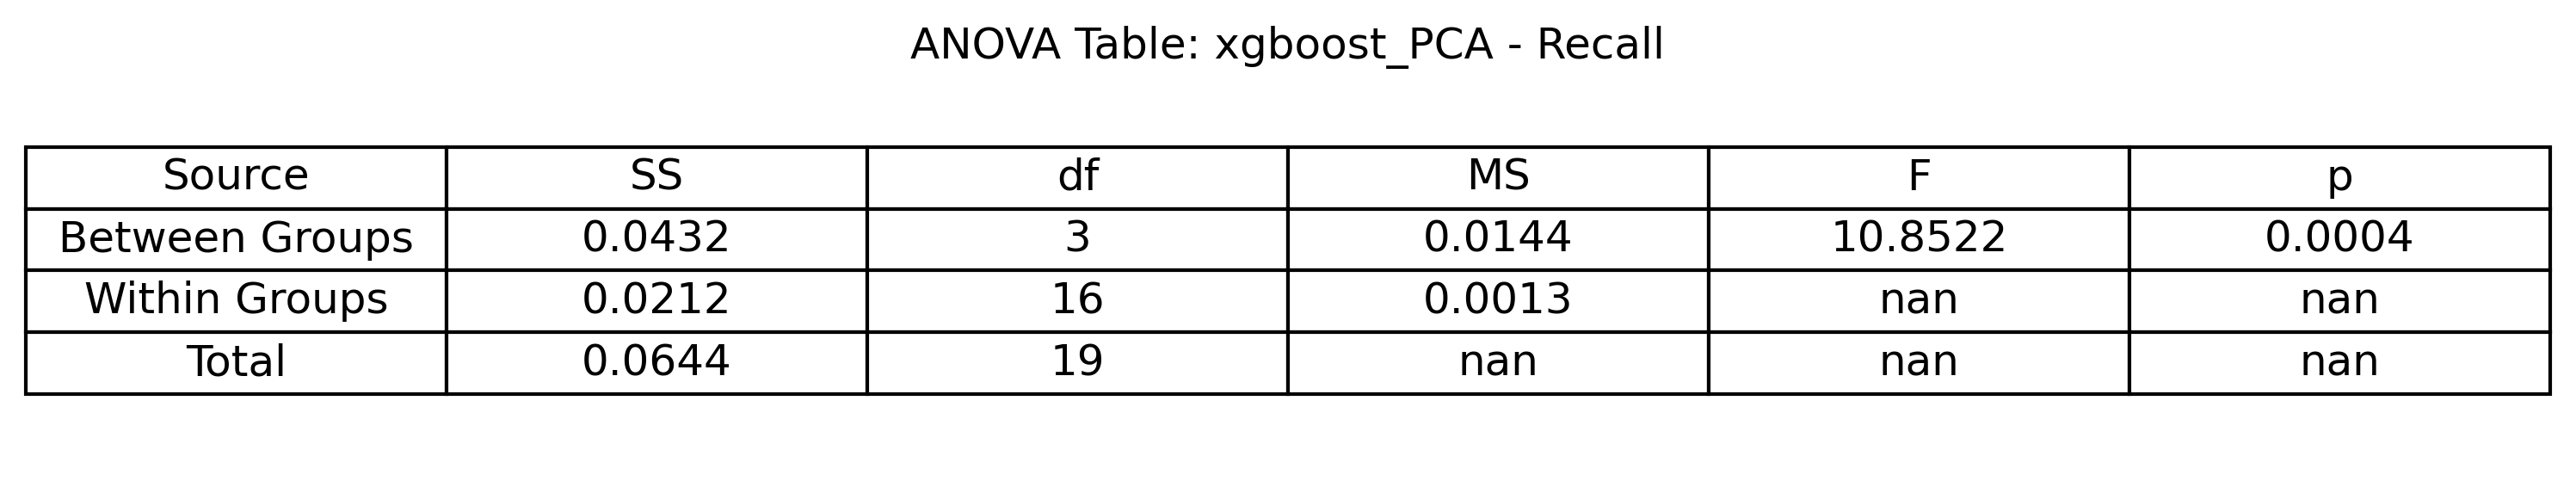 ANOVA Table: xgboost_PCA - Recall
Source SS df MS F p
Between Groups 0.0432 3 0.0144 10.8522 0.0004
Within Groups 0.0212 16 0.0013 nan nan
Total 0.0644 19 nan nan nan